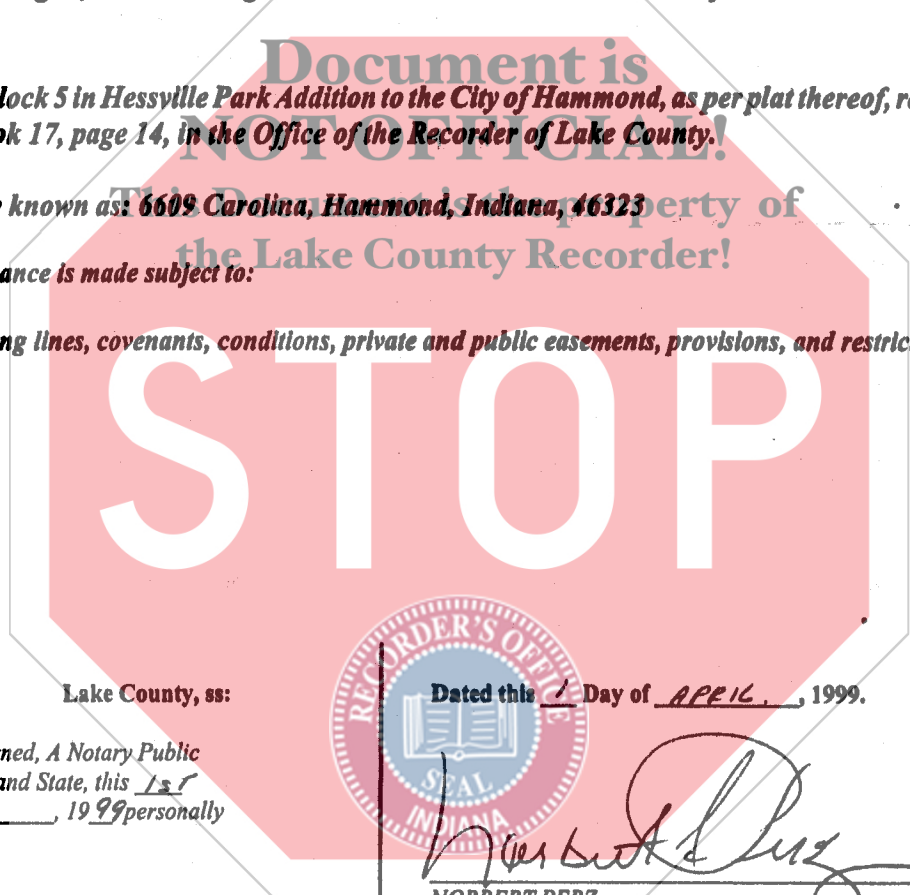 Document is
lock 5 in Hessville Park Addition to the City of Hammond, as per plat thereof, r
NOT OFFICIAL!
ok 17, page 14, in the Office of the Recorder of Lake County.
This Document is the property of
known as: 6609 Carolina, Hammond, Indiana, 46323
the Lake County Recorder!
ance is made subject to:
ng lines, covenants, conditions, private and public easements, provisions, and restric
STOP
RECORDER'S OFFICE
SEAL
INDIANA
Lake County, ss:
ned, A Notary Public
and State, this 1st
, 1999 personally
Dated this 1 Day of APRIL. , 1999.